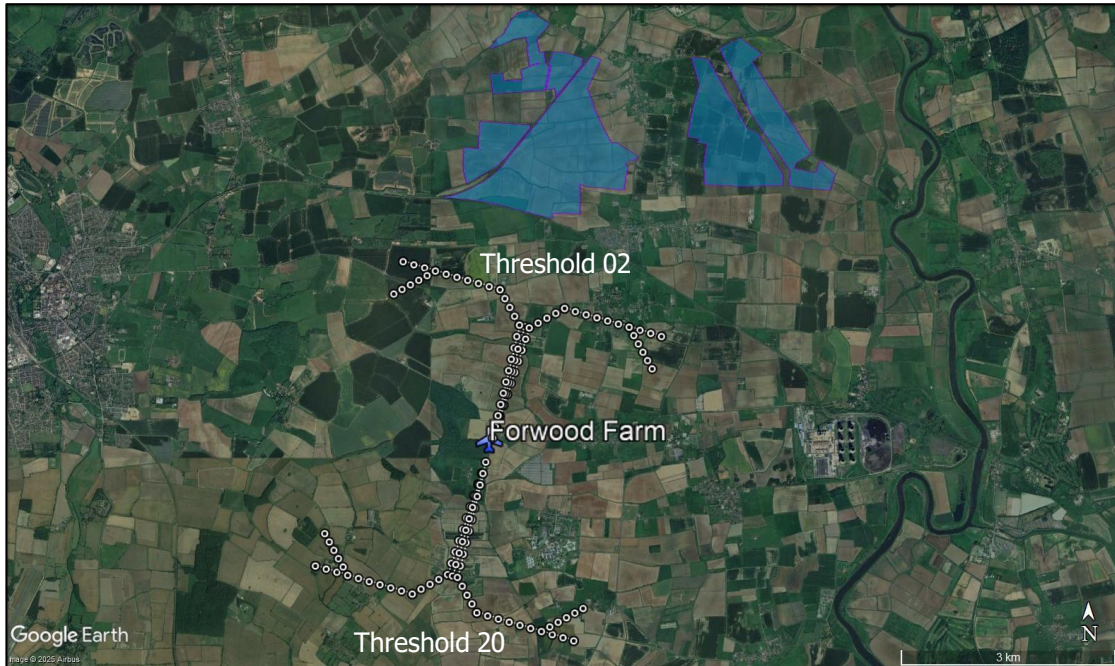 Threshold 02
Forwood Farm
Threshold 20
Google Earth
Image © 2025 Airbus
N
3 km